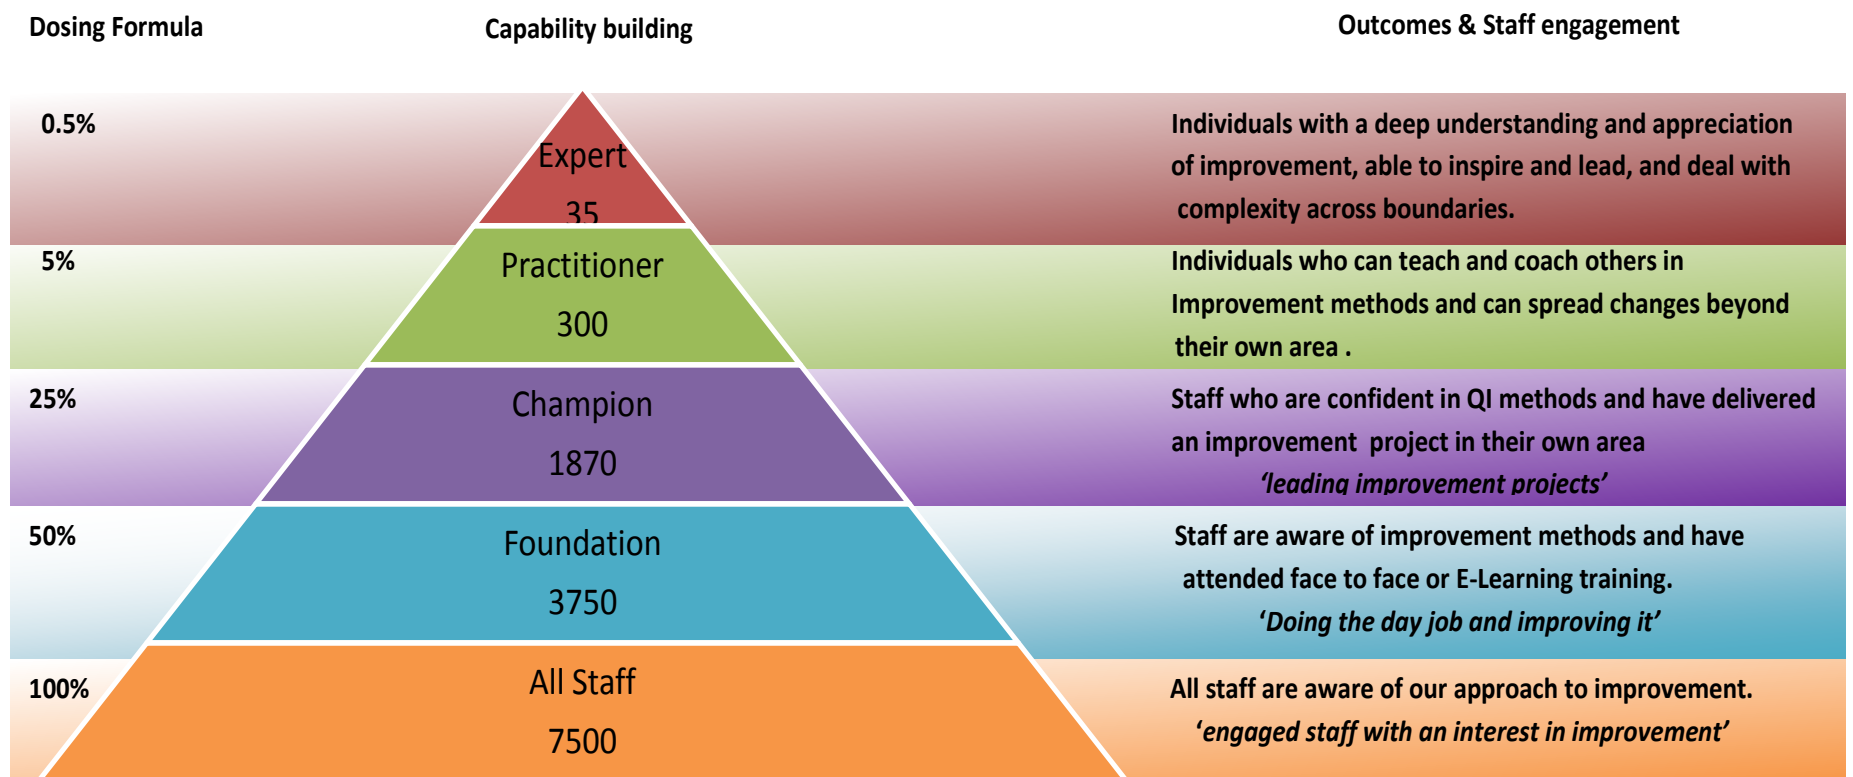 Dosing Formula
Capability building
Outcomes & Staff engagement
0.5%
Expert
35
Individuals with a deep understanding and appreciation
of improvement, able to inspire and lead, and deal with
complexity across boundaries.
5%
Practitioner
300
Individuals who can teach and coach others in
Improvement methods and can spread changes beyond
their own area .
25%
Champion
1870
Staff who are confident in QI methods and have delivered
an improvement project in their own area
‘leading improvement projects’
50%
Foundation
3750
Staff are aware of improvement methods and have
attended face to face or E-Learning training.
‘Doing the day job and improving it’
100%
All Staff
7500
All staff are aware of our approach to improvement.
‘engaged staff with an interest in improvement’